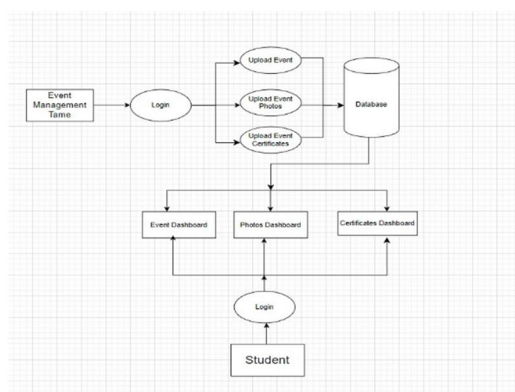 Event
Management
Tame
Login
Upload Event
Upload Event
Photos
Upload Event
Certificates
Database
Event Dashboard
Photos Dashboard
Certificates Dashboard
Login
Student